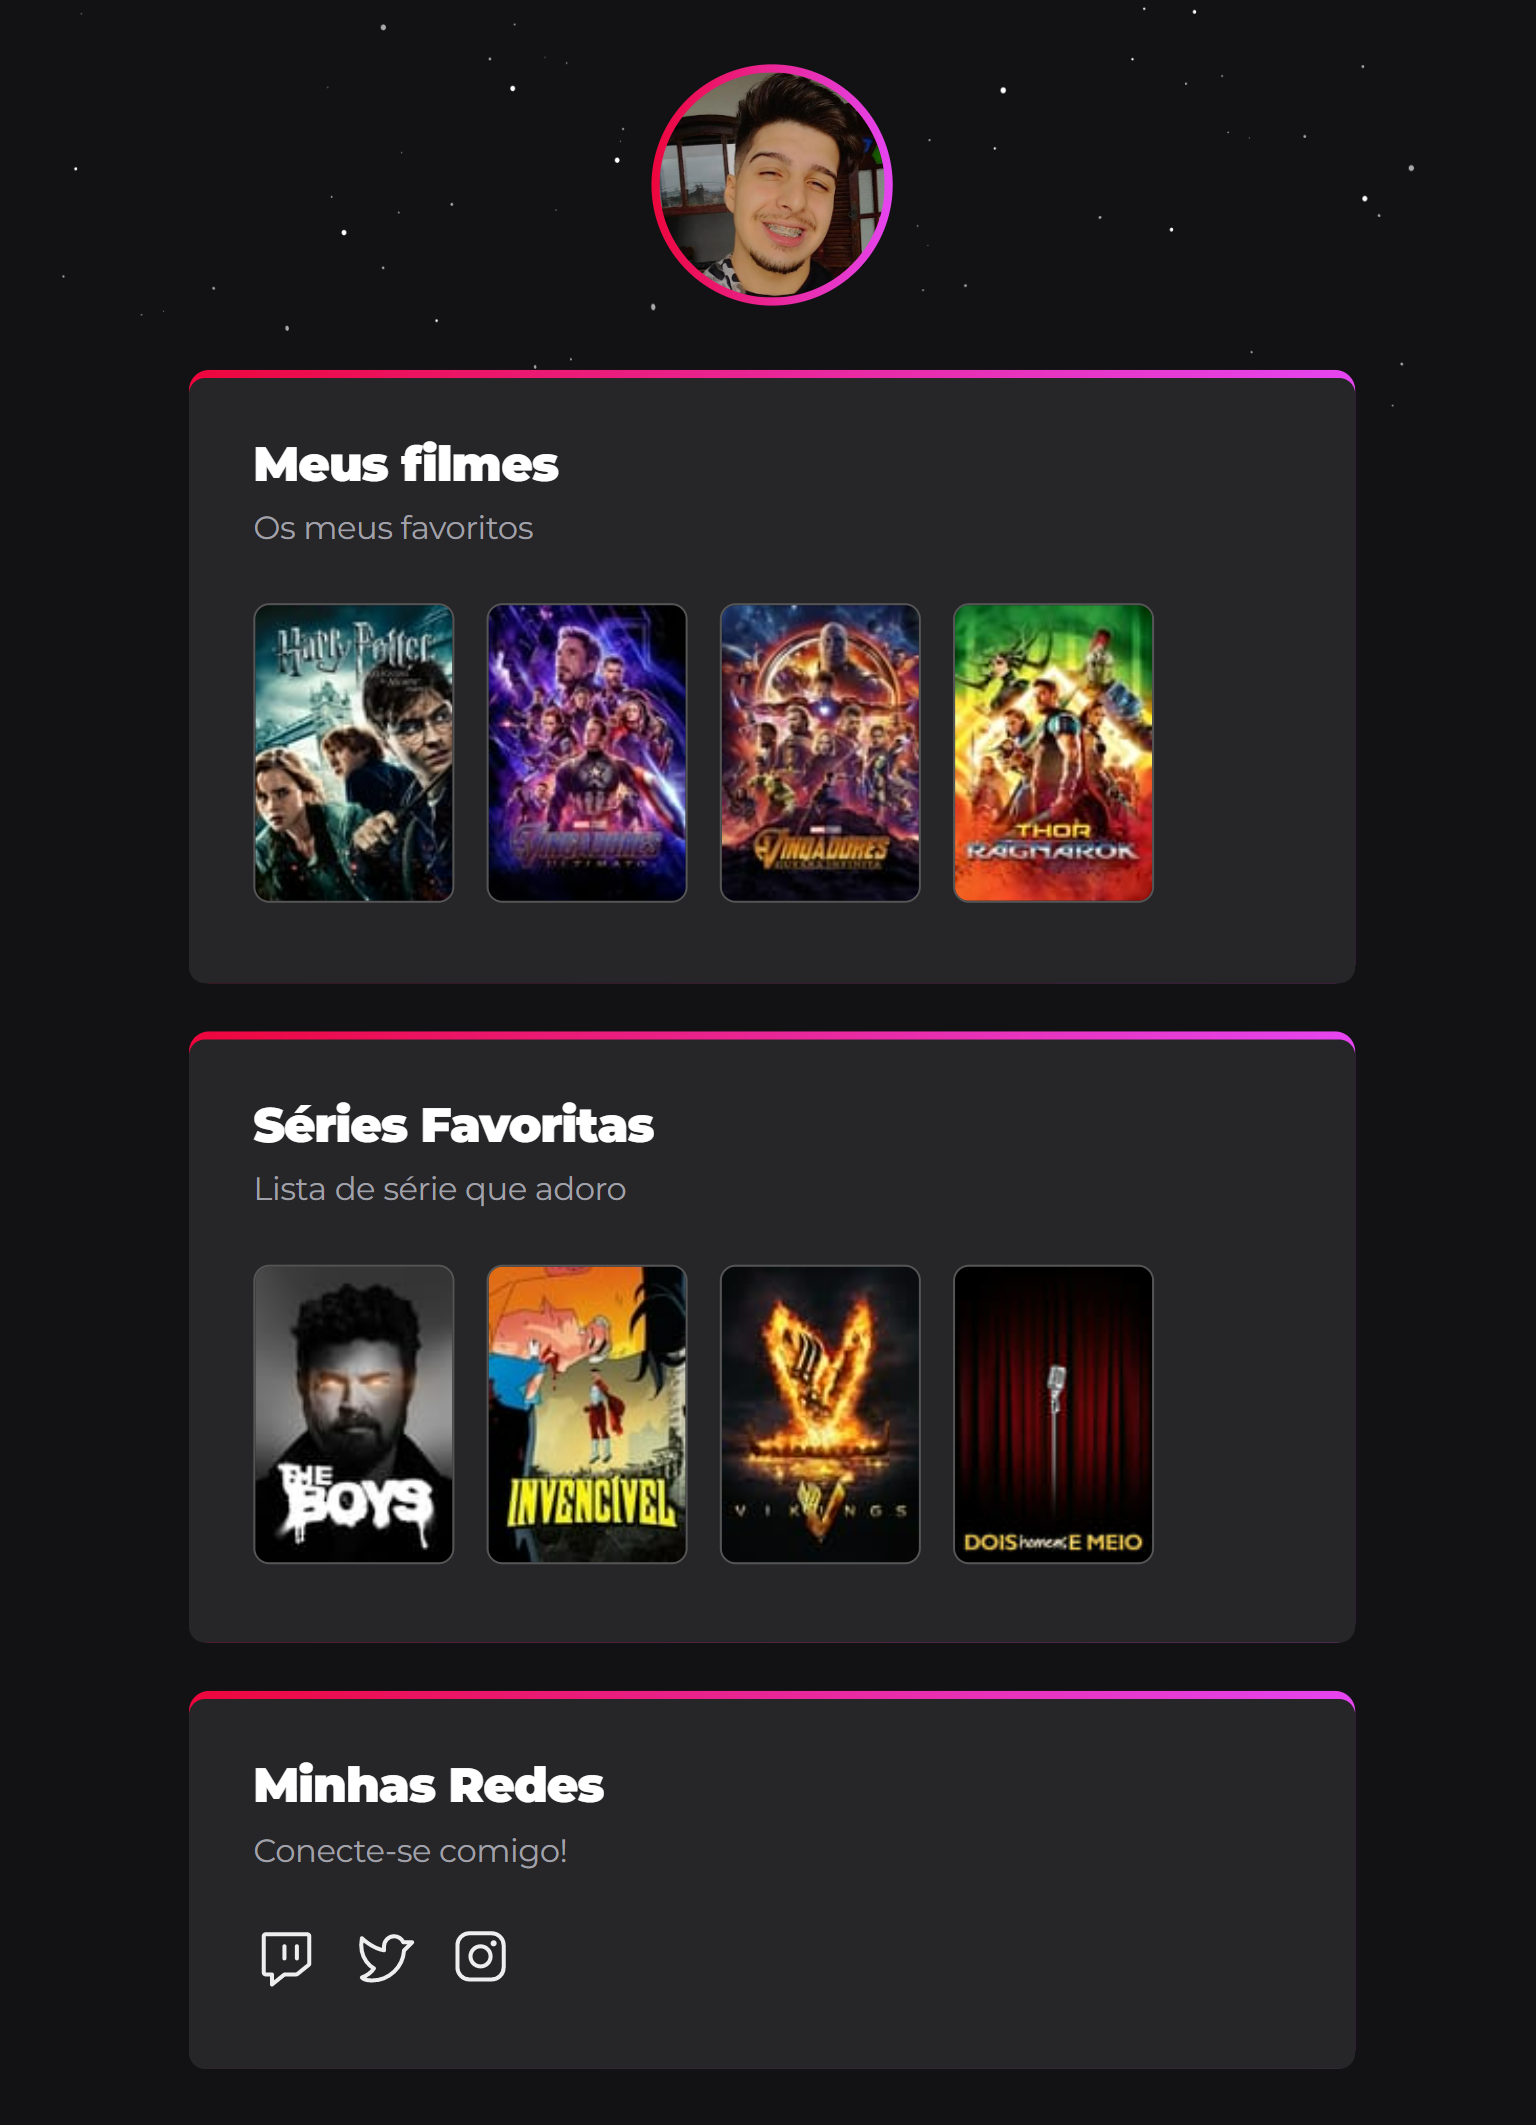 Meus filmes
Os meus favoritos
Harry Potter
VINGADORES
ULTIMATO
VINGADORES
GUERRA INFINITA
THOR
RAGNAROK
Séries Favoritas
Lista de série que adoro
THE
BOYS
INVENCÍVEL
VIKINGS
DOIS homens E MEIO
Minhas Redes
Conecte-se comigo!